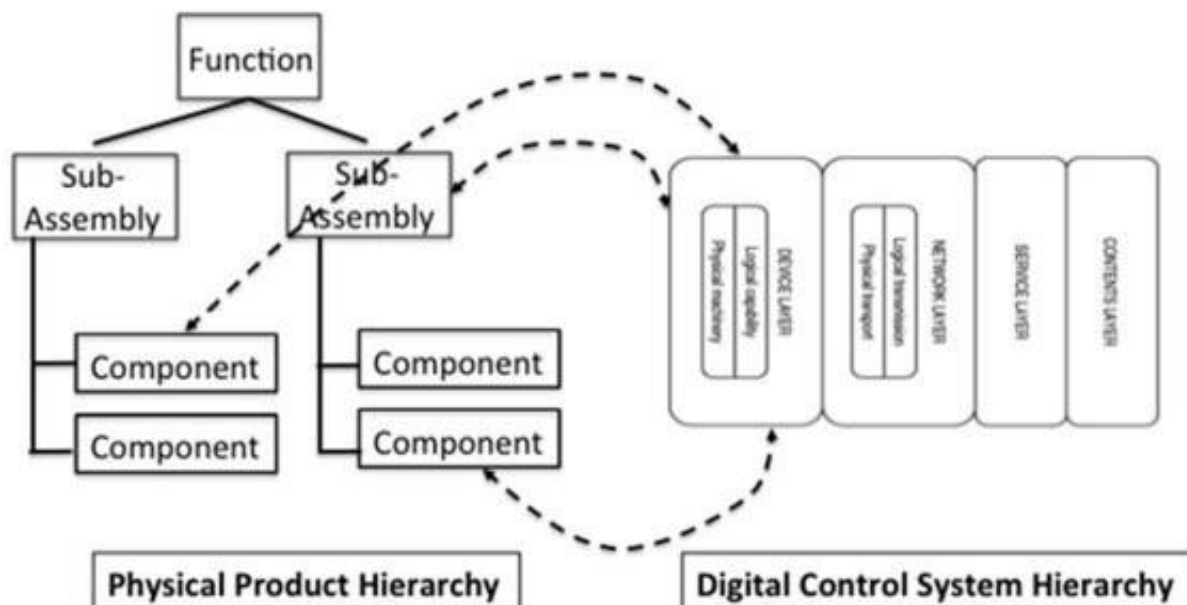 Function
Sub-
Assembly
Sub-
Assembly
Component
Component
Component
Component
Physical machinery
Logical capability
DEVICE LAYER
Physical transport
Logical transmission
NETWORK LAYER
SERVICE LAYER
CONTENTS LAYER
Physical Product Hierarchy
Digital Control System Hierarchy